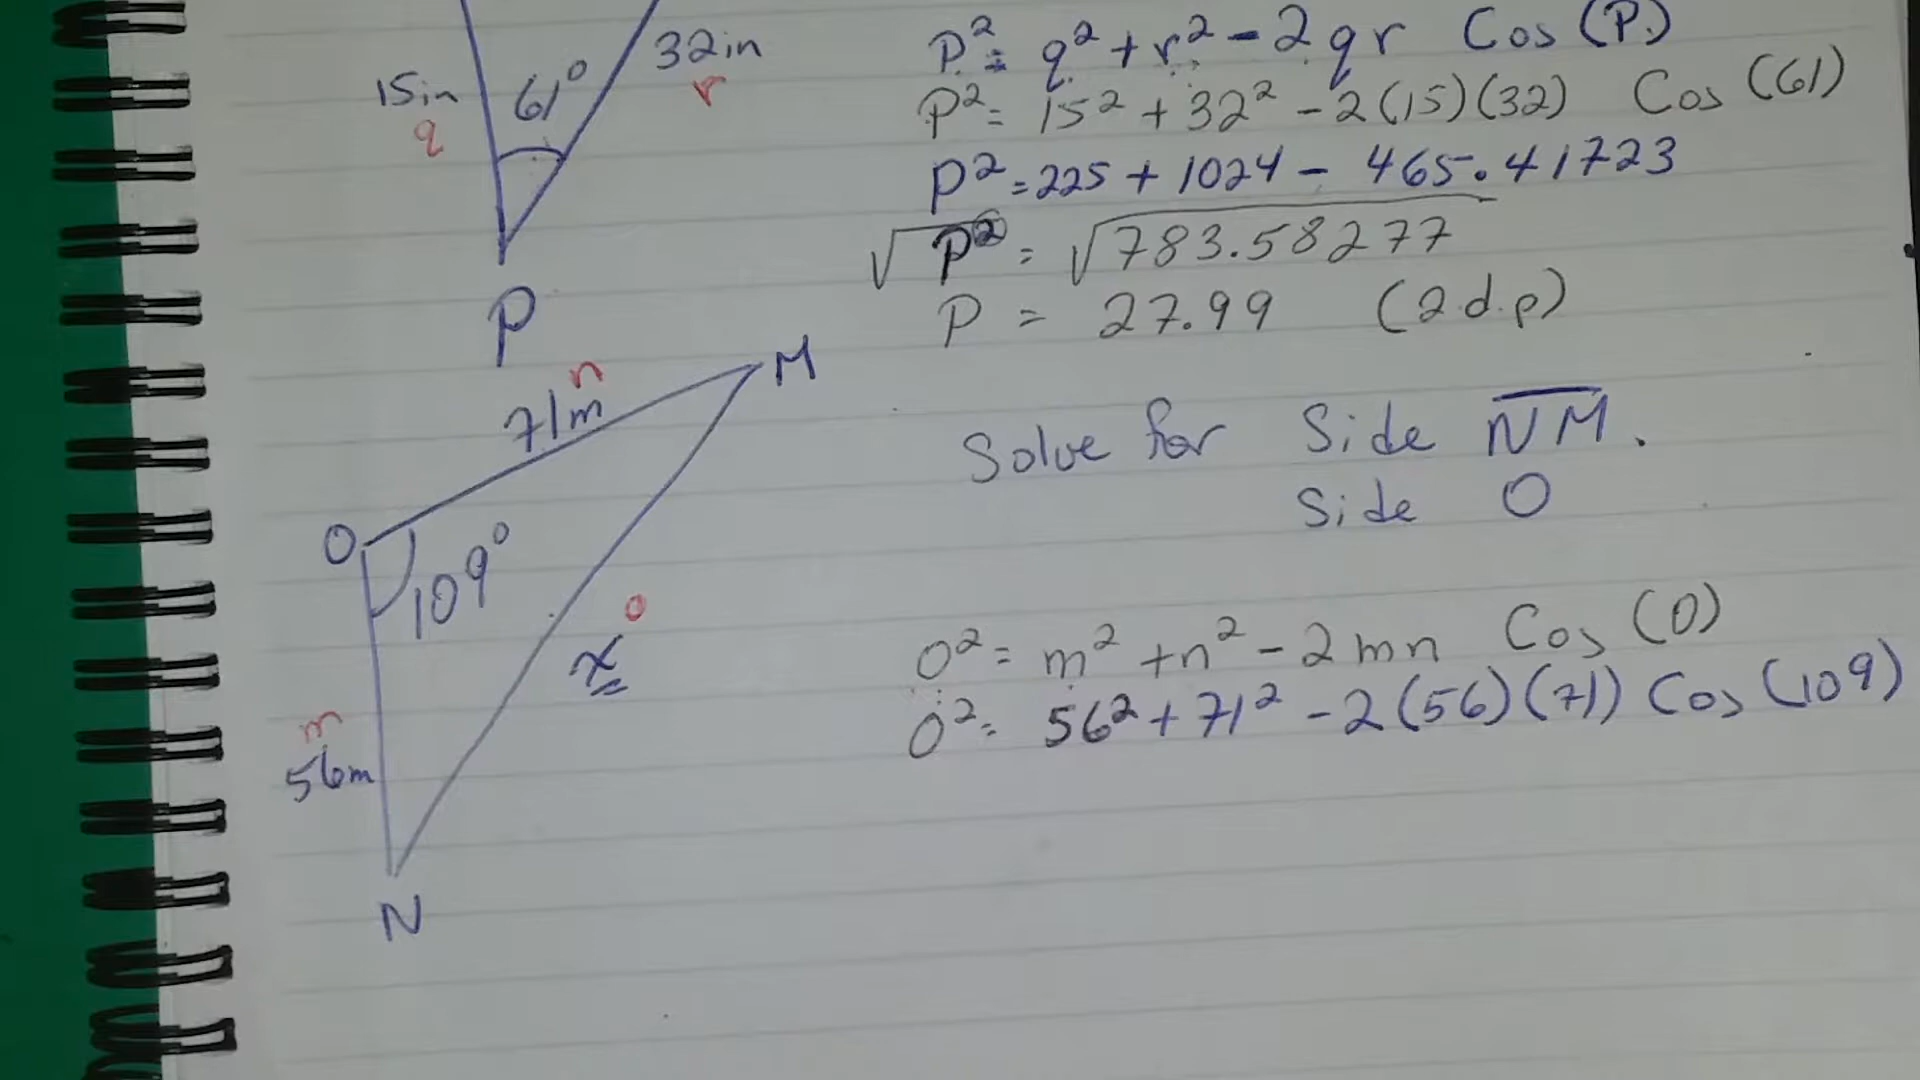 15in
q
61°
32in
r
P
P² = q² + r² - 2qr Cos (P)
P² = 15² + 32² - 2(15)(32) Cos (61)
P² = 225 + 1024 - 465.41723
√P² = √783.58277
P = 27.99 (2 d.p)
n
71m
M
O
109°
o
x
m
56m
N
Solve for Side N̅M̅.
Side O
O² = m² + n² - 2mn Cos (O)
O² = 56² + 71² - 2(56)(71) Cos (109)